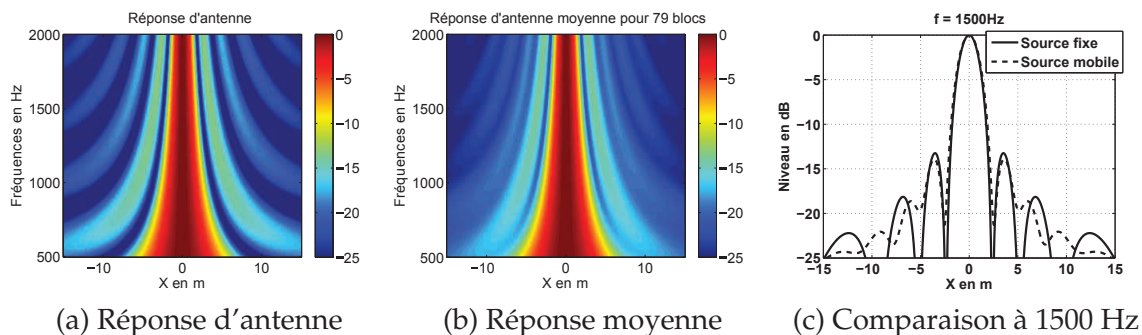 Réponse d'antenne
2000
1500
1000
500
Fréquences en Hz
−10
0
10
X en m
0
−5
−10
−15
−20
−25
(a) Réponse d'antenne
Réponse d'antenne moyenne pour 79 blocs
2000
1500
1000
500
Fréquences en Hz
−10
0
10
X en m
0
−5
−10
−15
−20
−25
(b) Réponse moyenne
f = 1500Hz
Source fixe
Source mobile
0
−5
−10
−15
−20
−25
Niveau en dB
−15
−10
−5
0
5
10
15
X en m
(c) Comparaison à 1500 Hz